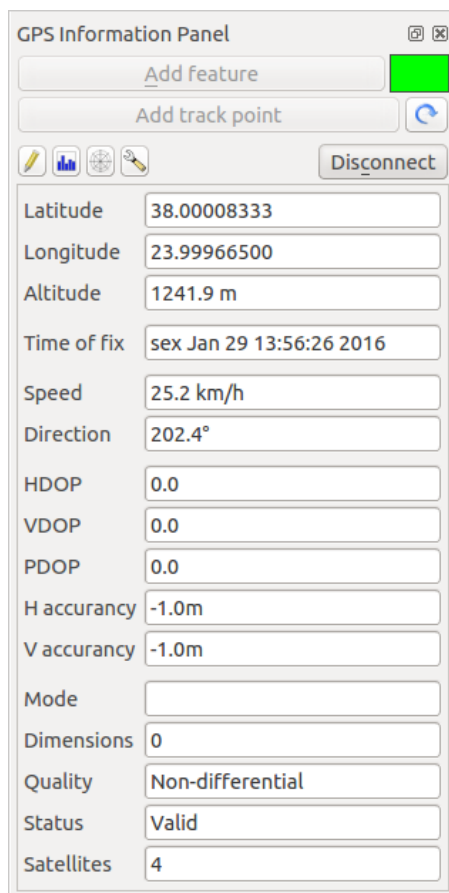 GPS Information Panel
Add feature
Add track point
Disconnect
Latitude 38.00008333
Longitude 23.99966500
Altitude 1241.9 m
Time of fix sex Jan 29 13:56:26 2016
Speed 25.2 km/h
Direction 202.4°
HDOP 0.0
VDOP 0.0
PDOP 0.0
H accurancy -1.0m
V accurancy -1.0m
Mode
Dimensions 0
Quality Non-differential
Status Valid
Satellites 4